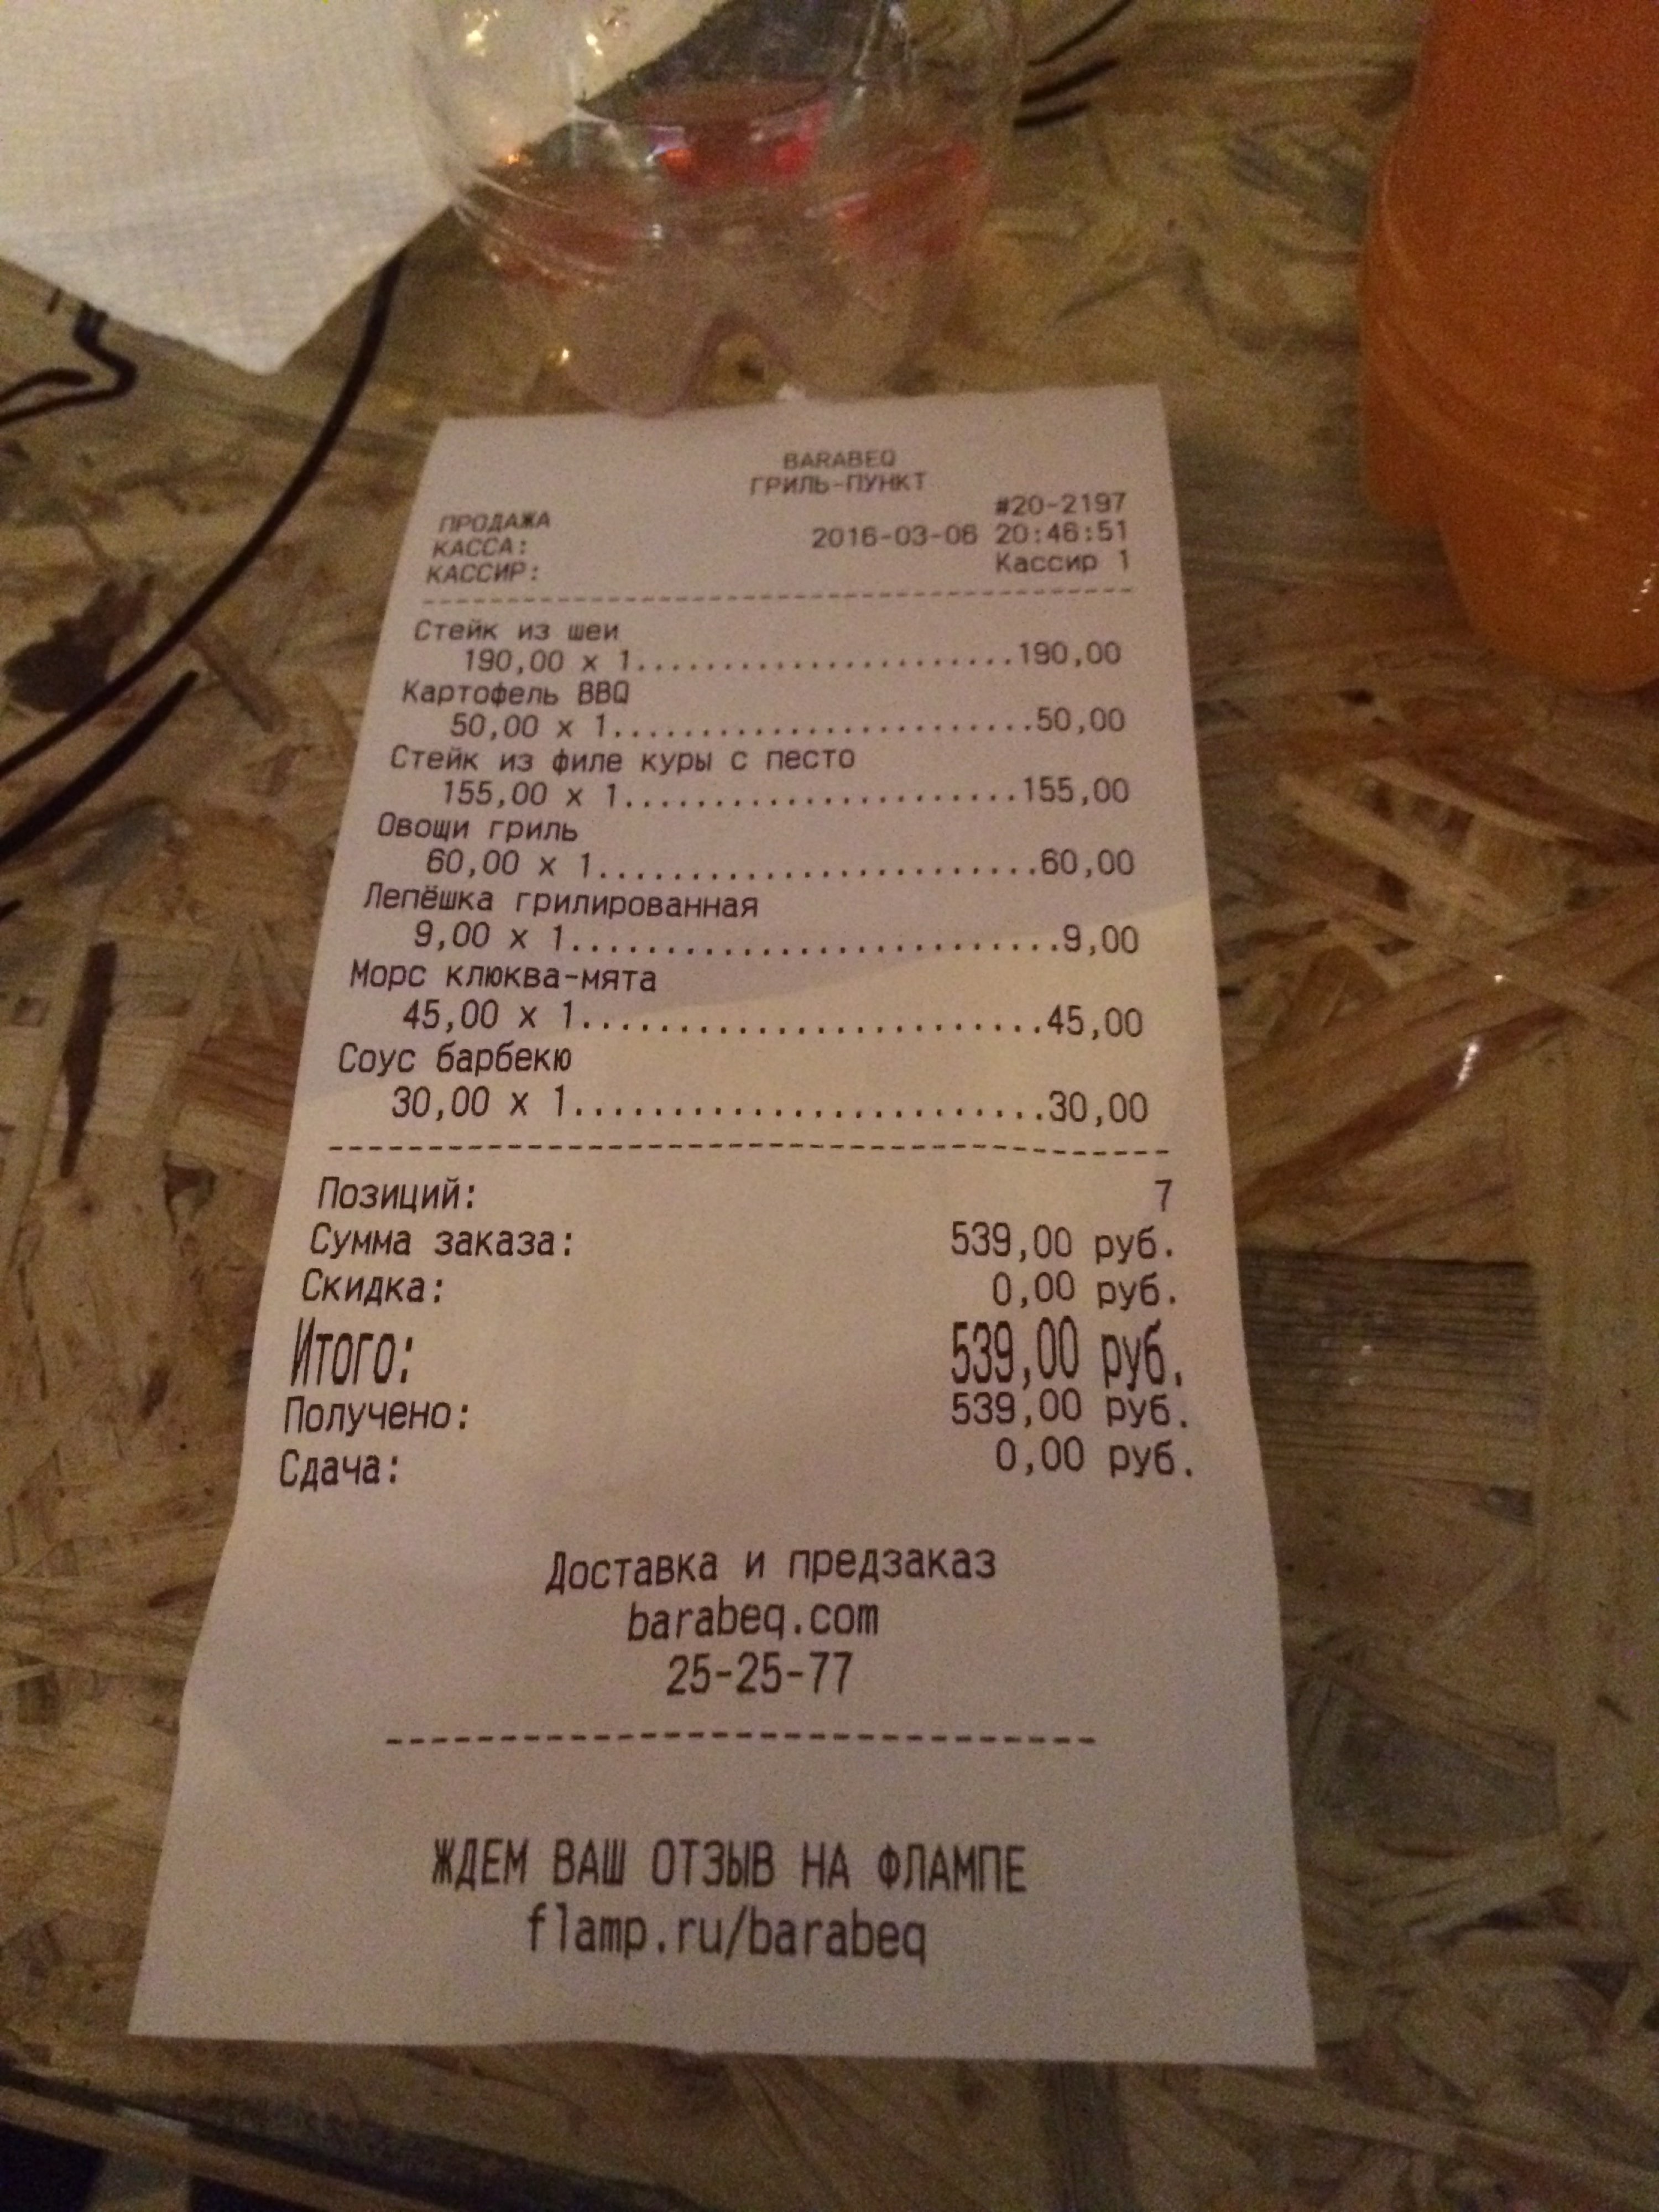 BARABEQ
ГРИЛЬ-ПУНКТ
ПРОДАЖА #20-2197
КАССА: 2016-03-06 20:46:51
КАССИР: Кассир 1
Стейк из шеи
190,00 x 1.......................190,00
Картофель BBQ
50,00 x 1.........................50,00
Стейк из филе куры с песто
155,00 x 1.......................155,00
Овощи гриль
60,00 x 1.........................60,00
Лепёшка грилированная
9,00 x 1...........................9,00
Морс клюква-мята
45,00 x 1.........................45,00
Соус барбекю
30,00 x 1.........................30,00
Позиций: 7
Сумма заказа: 539,00 руб.
Скидка: 0,00 руб.
Итого: 539,00 руб.
Получено: 539,00 руб.
Сдача: 0,00 руб.
Доставка и предзаказ
barabeq.com
25-25-77
ЖДЕМ ВАШ ОТЗЫВ НА ФЛАМПЕ
flamp.ru/barabeq